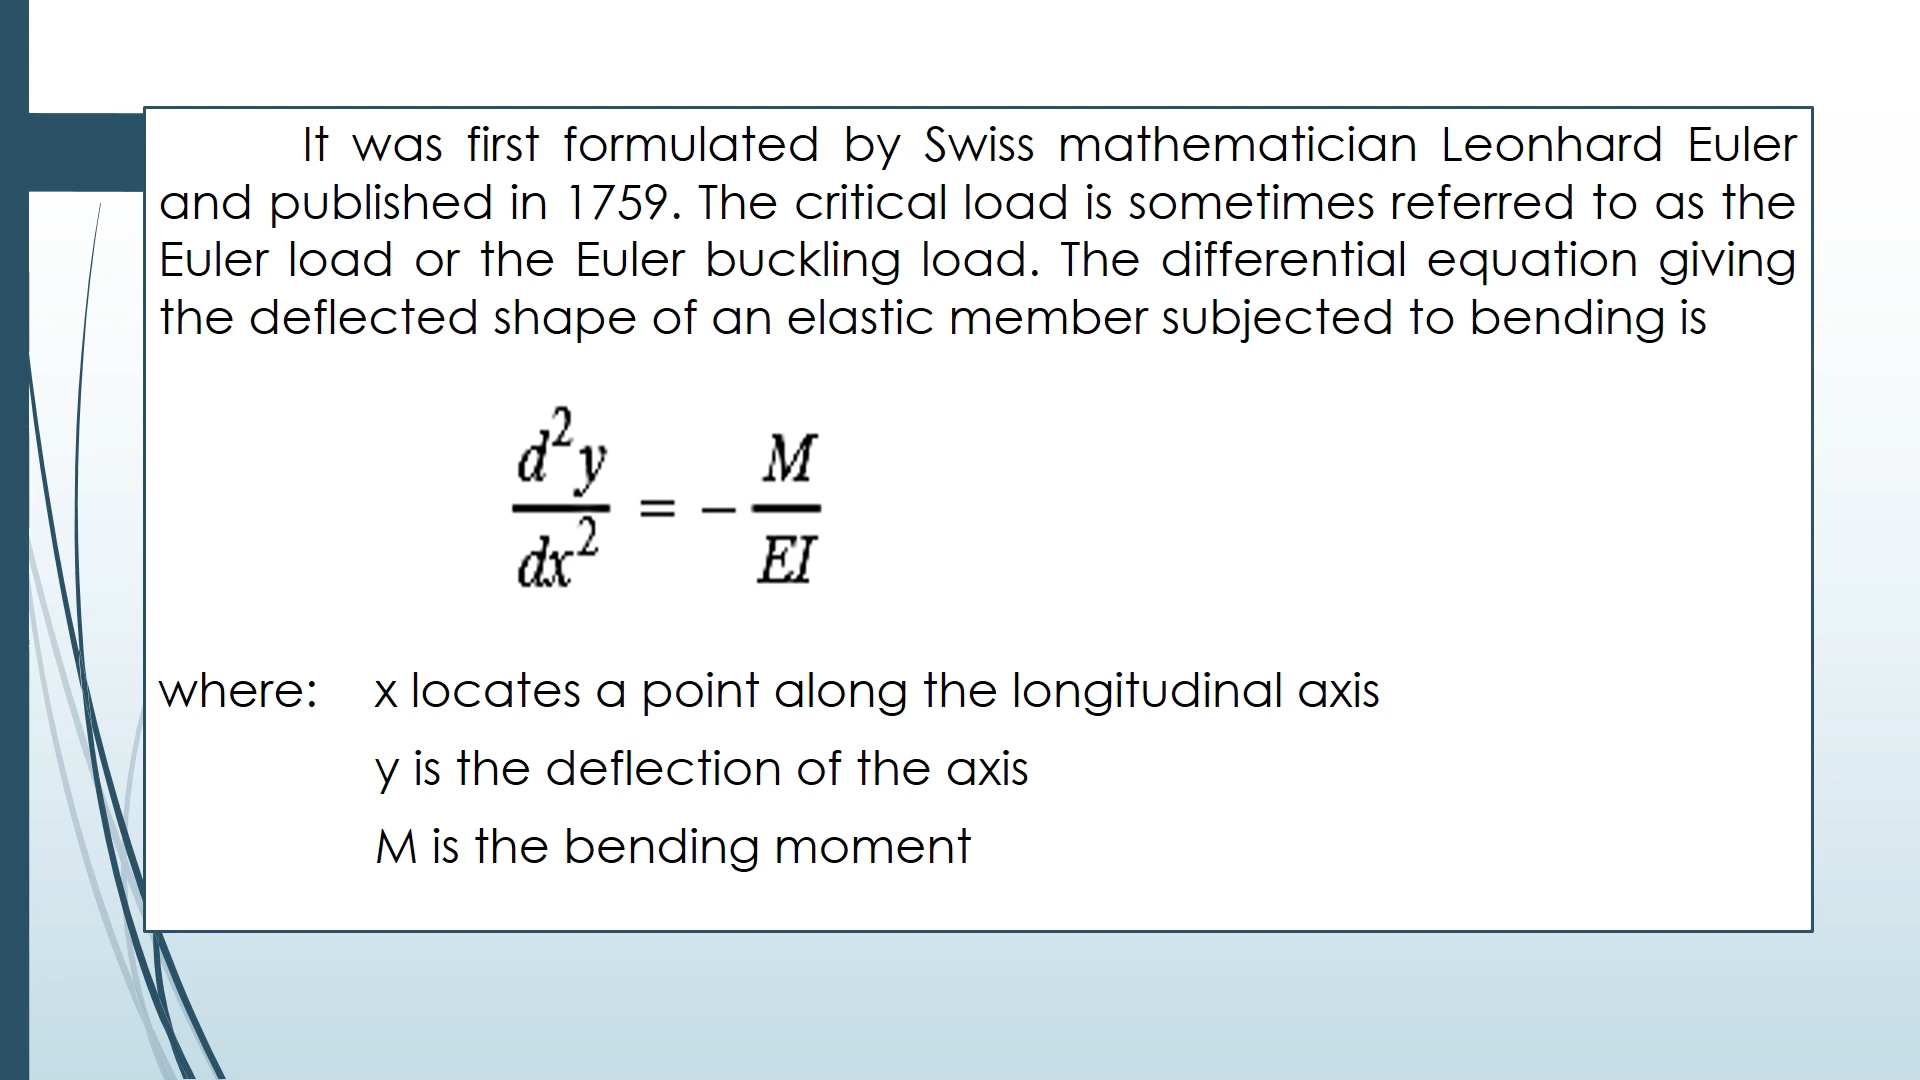 It was first formulated by Swiss mathematician Leonhard Euler
and published in 1759. The critical load is sometimes referred to as the
Euler load or the Euler buckling load. The differential equation giving
the deflected shape of an elastic member subjected to bending is
d²y/dx² = - M/EI
where: x locates a point along the longitudinal axis
y is the deflection of the axis
M is the bending moment